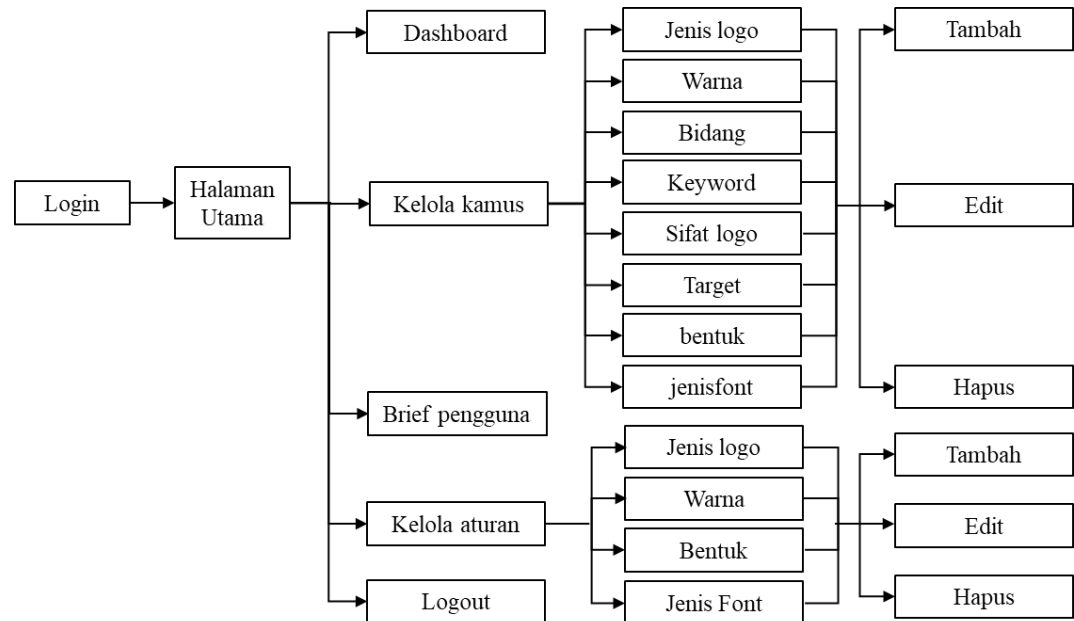 Login
Halaman
Utama
Dashboard
Kelola kamus
Brief pengguna
Kelola aturan
Logout
Jenis logo
Warna
Bidang
Keyword
Sifat logo
Target
bentuk
jenisfont
Jenis logo
Warna
Bentuk
Jenis Font
Tambah
Edit
Hapus
Tambah
Edit
Hapus